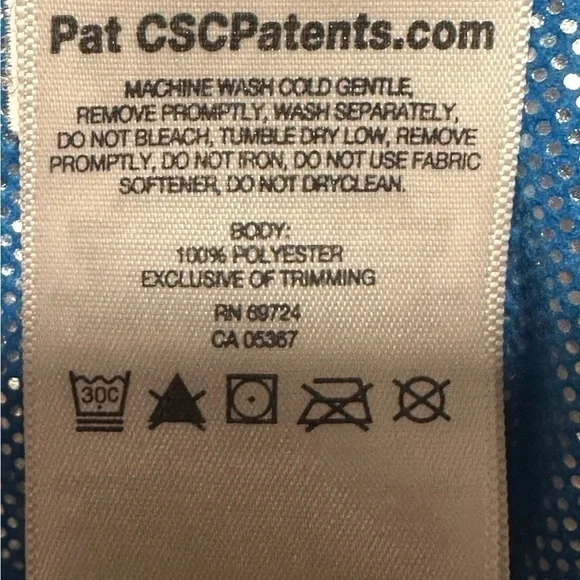 Pat CSCPatents.com
MACHINE WASH COLD GENTLE,
REMOVE PROMPTLY, WASH SEPARATELY,
DO NOT BLEACH, TUMBLE DRY LOW, REMOVE
PROMPTLY, DO NOT IRON, DO NOT USE FABRIC
SOFTENER, DO NOT DRYCLEAN.
BODY:
100% POLYESTER
EXCLUSIVE OF TRIMMING
RN 69724
CA 05367
30C